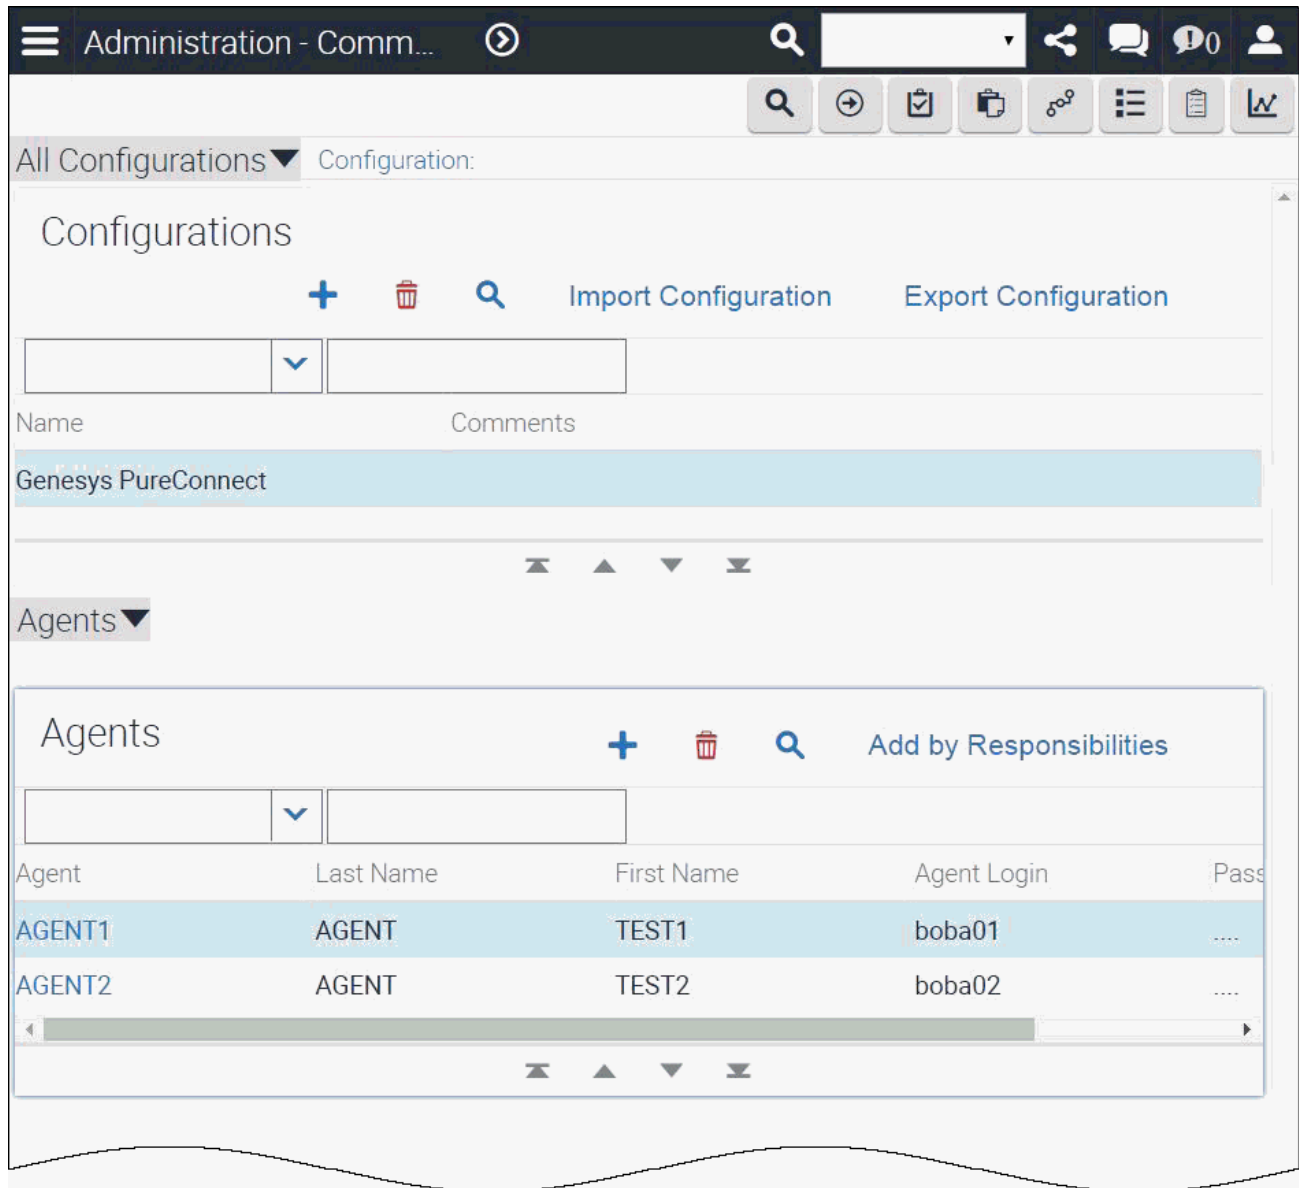 Administration - Comm...
0
All Configurations Configuration:
Configurations
Import Configuration Export Configuration
Name Comments
Genesys PureConnect
Agents
Agents
Add by Responsibilities
Agent Last Name First Name Agent Login Pass
AGENT1 AGENT TEST1 boba01 ....
AGENT2 AGENT TEST2 boba02 ....